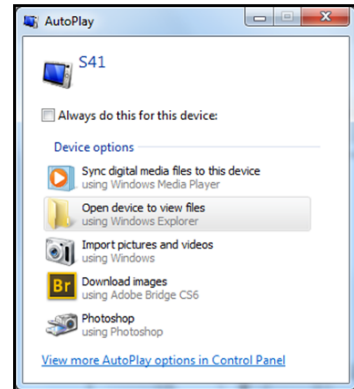 AutoPlay
S41
Always do this for this device:
Device options
Sync digital media files to this device
using Windows Media Player
Open device to view files
using Windows Explorer
Import pictures and videos
using Windows
Br
Download images
using Adobe Bridge CS6
Photoshop
using Photoshop
View more AutoPlay options in Control Panel